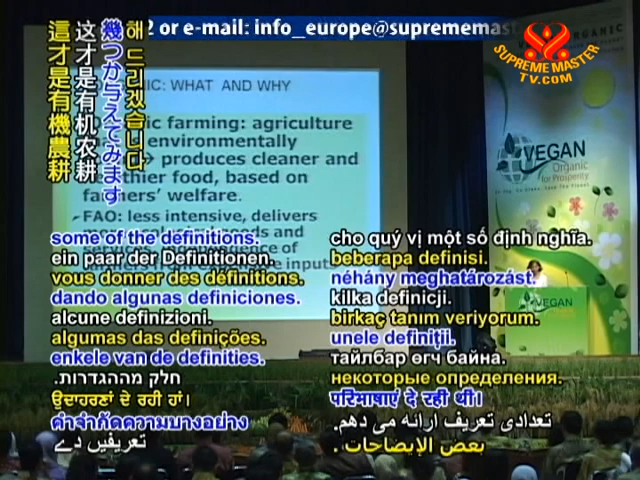 2 or e-mail: info_europe@suprememast
SUPREME MASTER
TV.COM
해 드리겠습니다
幾つか与えてみます
这才是有机农耕
這才是有機農耕
IC: WHAT AND WHY
farming: agriculture
environmentally
produces cleaner and
food, based on
farmers' welfare.
FAO: less intensive, delivers
VEGAN
Organic
for Prosperity
VEGAN
some of the definitions.
ein paar der Definitionen.
vous donner des définitions.
dando algunas definiciones.
alcune definizioni.
algumas das definições.
enkele van de definities.
חלק מההגדרות.
ਉਦਾਹਰਣਾਂ ਦੇ ਰਹੀ ਹਾਂ।
คำจำกัดความบางอย่าง
تعریفیں دے
cho quý vị một số định nghĩa.
beberapa definisi.
néhány meghatározást.
kilka definicji.
birkaç tanım veriyorum.
unele definiții.
тайлбар өгч байна.
некоторые определения.
परिभाषाएं दे रही थी।
تعدادی تعریف ارائه می دهم.
بعض الإيضاحات.